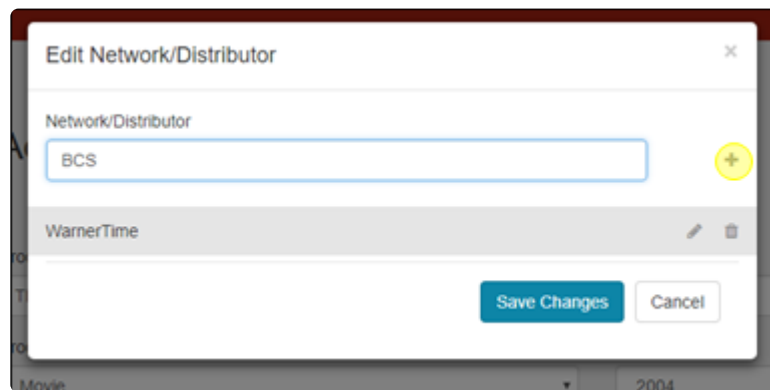 Edit Network/Distributor ×
Network/Distributor
BCS
WarnerTime
Save Changes Cancel
Movie 2004